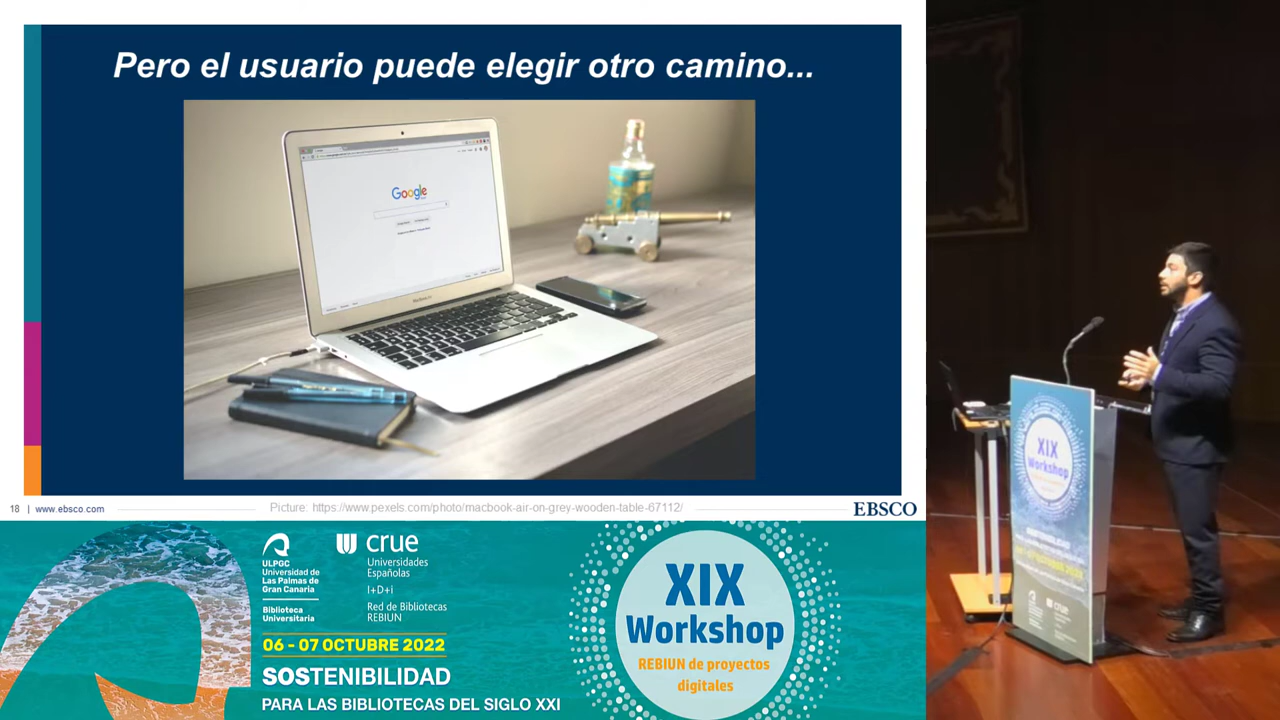 Pero el usuario puede elegir otro camino...
Google
18 | www.ebsco.com
Picture: https://www.pexels.com/photo/macbook-air-on-grey-wooden-table-67112/
EBSCO
ULPGC
Universidad de
Las Palmas de
Gran Canaria
Biblioteca
Universitaria
crue
Universidades
Españolas
I+D+i
Red de Bibliotecas
REBIUN
06 - 07 OCTUBRE 2022
SOSTENIBILIDAD
PARA LAS BIBLIOTECAS DEL SIGLO XXI
XIX
Workshop
REBIUN de proyectos
digitales
XIX
Workshop
crue